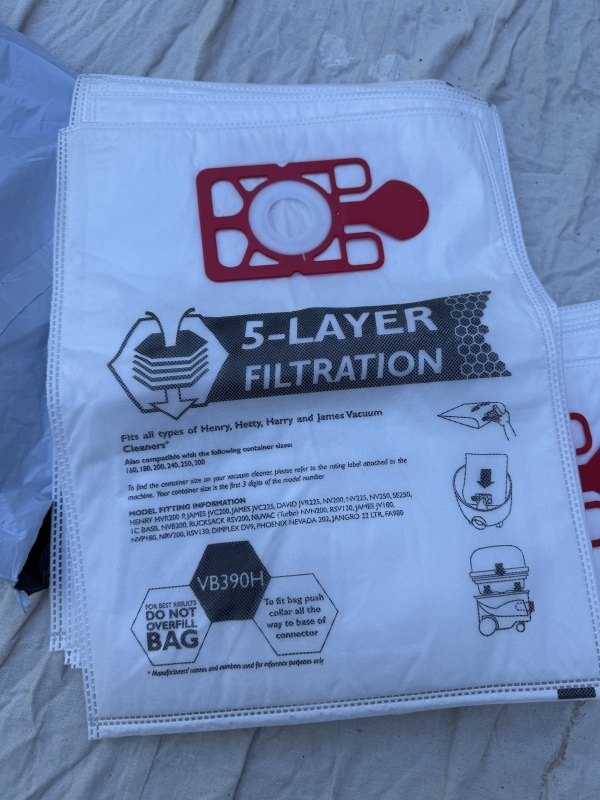 5-LAYER
FILTRATION
Fits all types of Henry, Hetty, Harry and James Vacuum
Cleaners*
Also compatible with the following container sizes:
160, 180, 200, 240, 250, 300
To find the container size on your vacuum cleaner, please refer to the rating label attached to the
machine. Your container size is the first 3 digits of the model number
MODEL FITTING INFORMATION
HENRY HVR200 P, JAMES JVC200, JAMES JVC225, DAVID JVR225, NV200, NV225, NV250, SE250,
1C BASIL NVB200, RUCKSACK RSV200, NUVAC (Turbo) NVN200, RSV130, JAMES JV180,
NVP180, NRV200, RSV130, DIMPLEX DV9, PHOENIX NEVADA 202, JANGRO 22 LTR, FA980
VB390H
FOR BEST RESULTS
DO NOT
OVERFILL
BAG
To fit bag push
collar all the
way to base of
connector
* Manufacturers' names and numbers used for reference purposes only